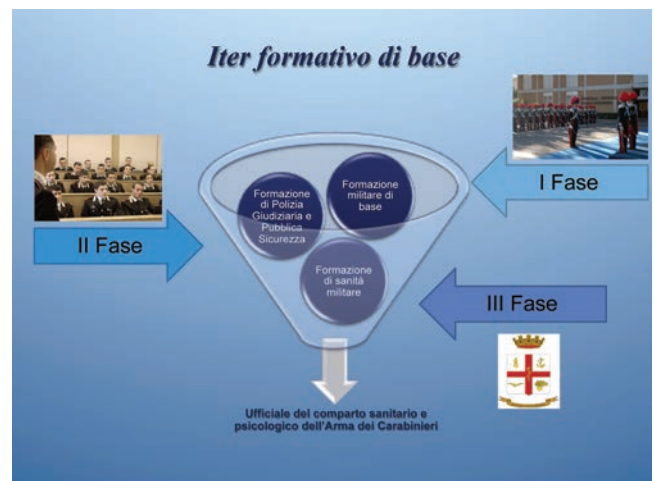 Iter formativo di base
I Fase
Formazione
militare di
base
Formazione
di Polizia
Giudiziaria e
Pubblica
Sicurezza
II Fase
Formazione
di sanità
militare
III Fase
Ufficiale del comparto sanitario e
psicologico dell'Arma dei Carabinieri